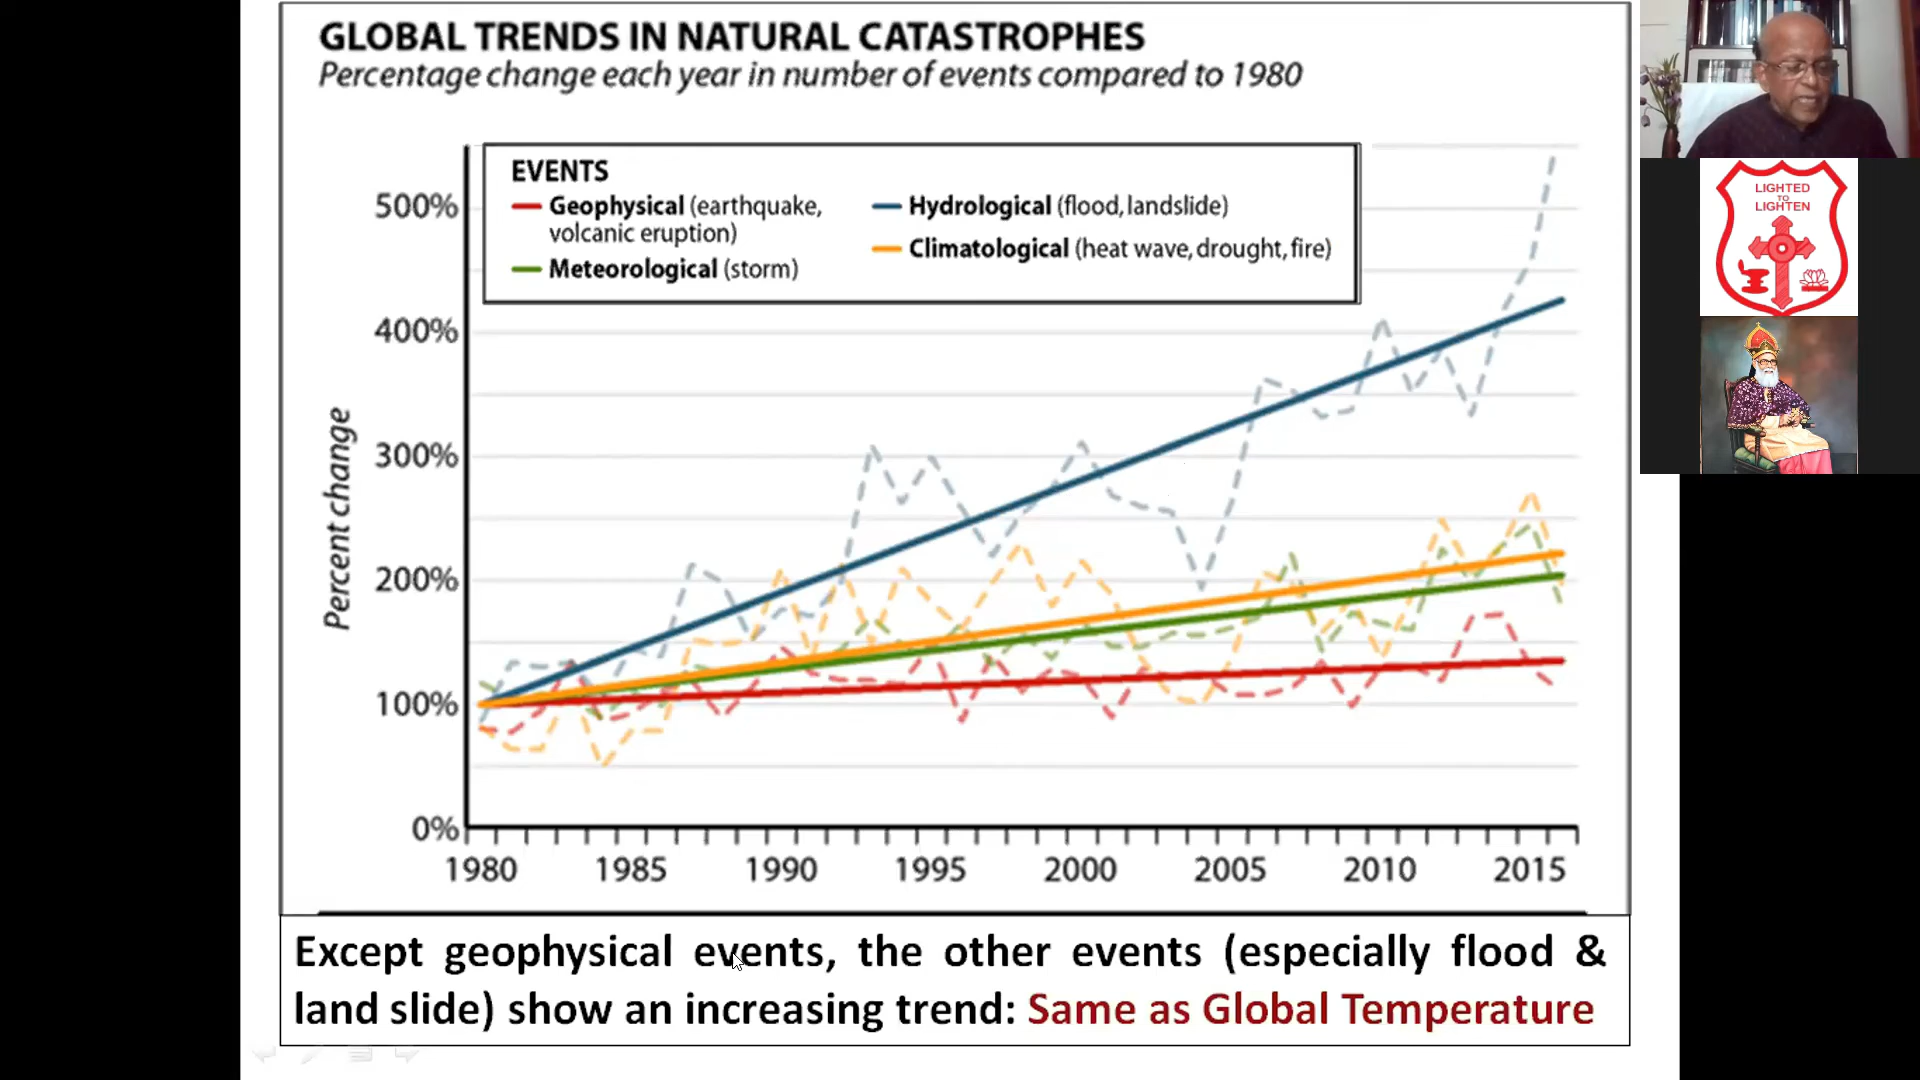 GLOBAL TRENDS IN NATURAL CATASTROPHES
Percentage change each year in number of events compared to 1980
EVENTS
Geophysical (earthquake,
volcanic eruption)
Meteorological (storm)
Hydrological (flood, landslide)
Climatological (heat wave, drought, fire)
Percent change
500%
400%
300%
200%
100%
0%
1980 1985 1990 1995 2000 2005 2010 2015
Except geophysical events, the other events (especially flood &
land slide) show an increasing trend: Same as Global Temperature
LIGHTED
TO
LIGHTEN